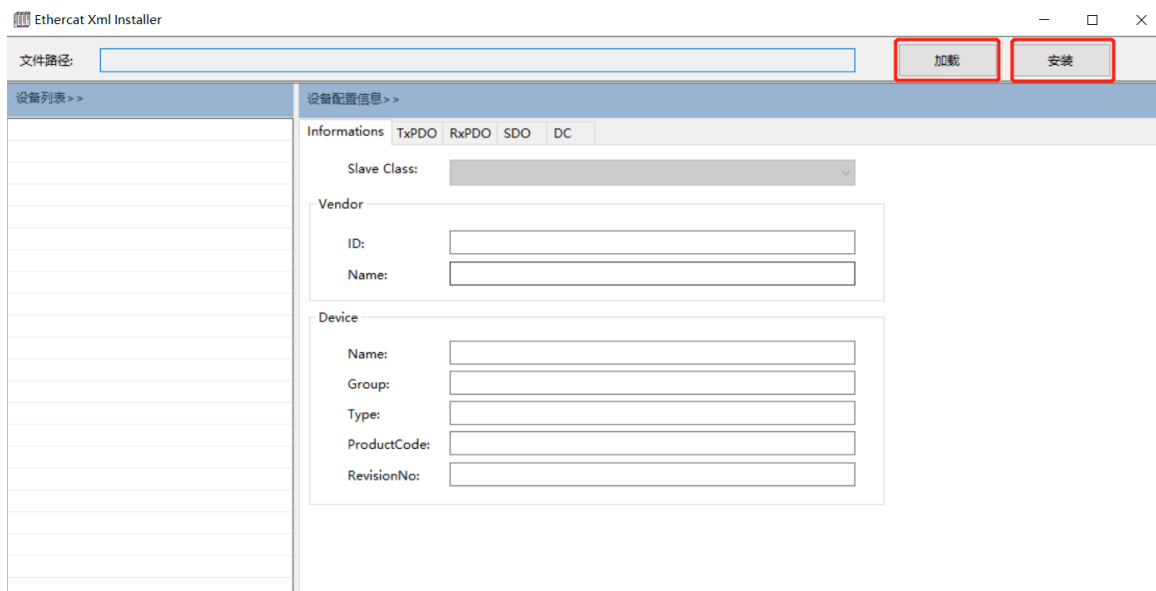 Ethercat Xml Installer
文件路径: 加载 安装
设备列表>> 设备配置信息>>
Informations TxPDO RxPDO SDO DC
Slave Class:
Vendor
ID:
Name:
Device
Name:
Group:
Type:
ProductCode:
RevisionNo: